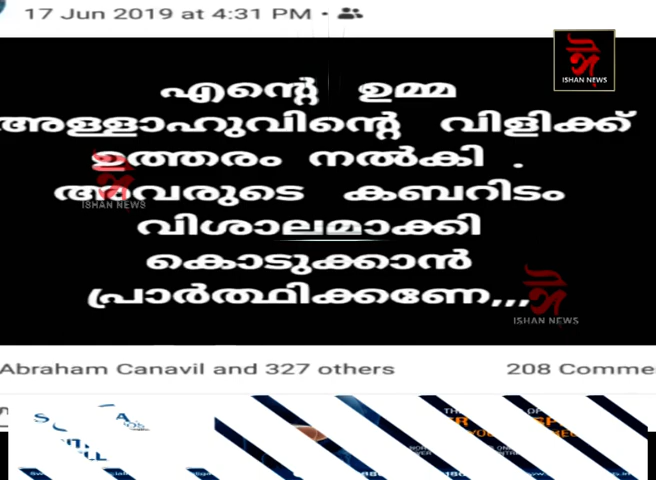 17 Jun 2019 at 4:31 PM ·
ISHAN NEWS
എന്റെ ഉമ്മ
അള്ളാഹുവിന്റെ വിളിക്ക്
ഉത്തരം നൽകി .
അവരുടെ കബറിടം
ISHAN NEWS
വിശാലമാക്കി
കൊടുക്കാൻ
പ്രാർത്ഥിക്കണേ,,,
ISHAN NEWS
Abraham Canavil and 327 others
208 Comme